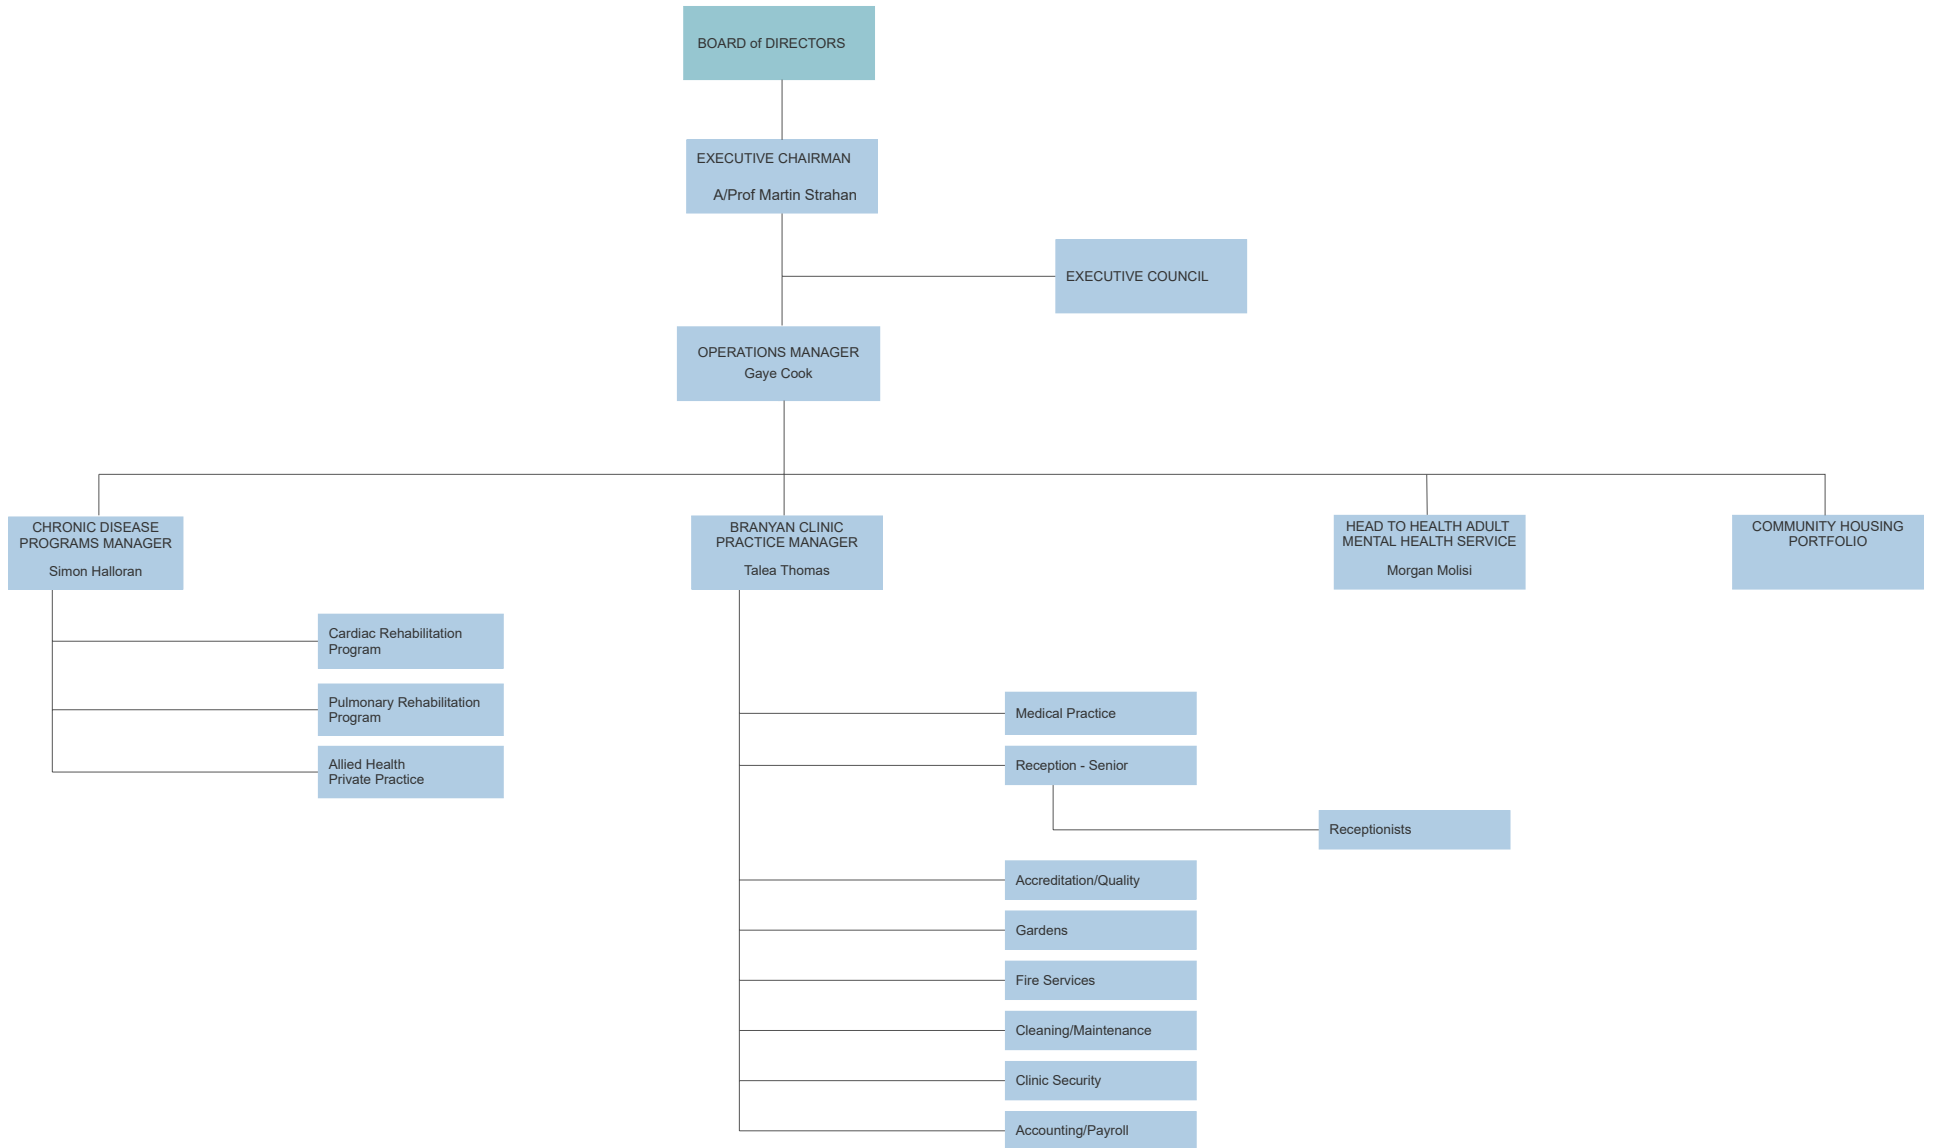 BOARD of DIRECTORS
EXECUTIVE CHAIRMAN
A/Prof Martin Strahan
EXECUTIVE COUNCIL
OPERATIONS MANAGER
Gaye Cook
CHRONIC DISEASE
PROGRAMS MANAGER
Simon Halloran
BRANYAN CLINIC
PRACTICE MANAGER
Talea Thomas
HEAD TO HEALTH ADULT
MENTAL HEALTH SERVICE
Morgan Molisi
COMMUNITY HOUSING
PORTFOLIO
Cardiac Rehabilitation
Program
Pulmonary Rehabilitation
Program
Allied Health
Private Practice
Medical Practice
Reception - Senior
Receptionists
Accreditation/Quality
Gardens
Fire Services
Cleaning/Maintenance
Clinic Security
Accounting/Payroll